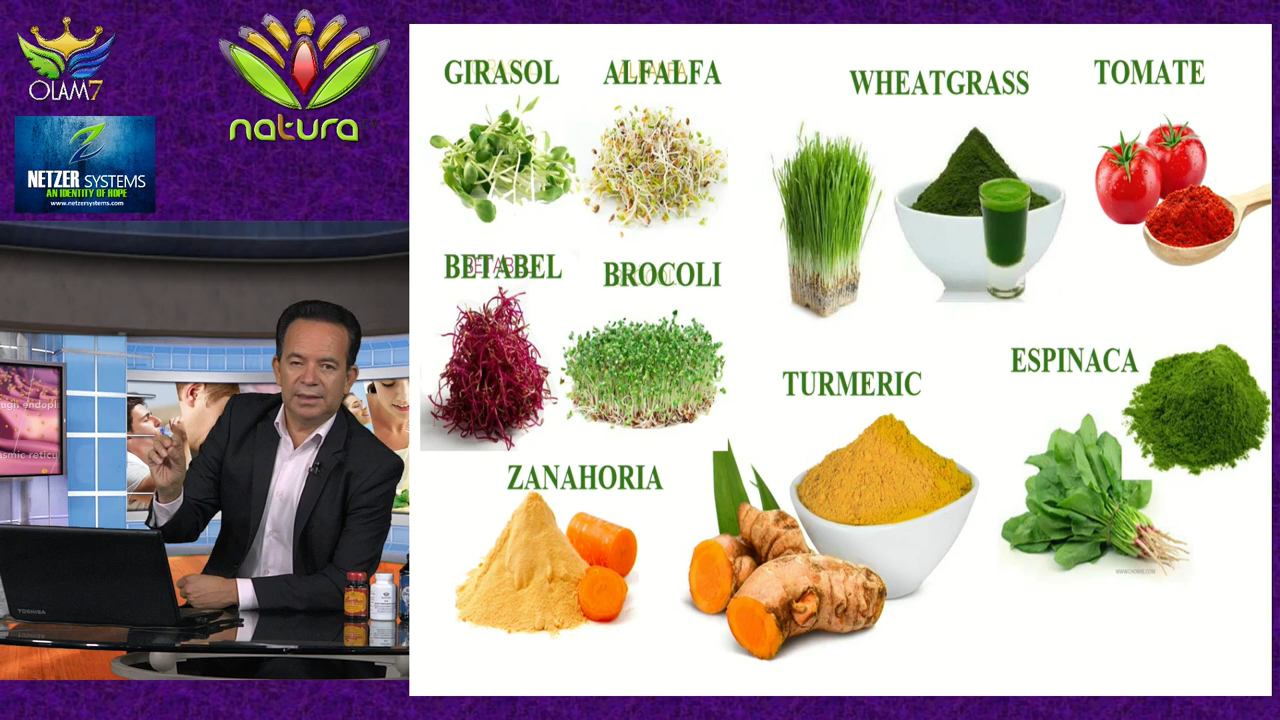 OLAM7
natura
NETZER SYSTEMS
AN IDENTITY OF HOPE
www.netzersystems.com
GIRASOL
ALFALFA
WHEATGRASS
TOMATE
BETABEL
BROCOLI
TURMERIC
ESPINACA
ZANAHORIA
TOSHIBA